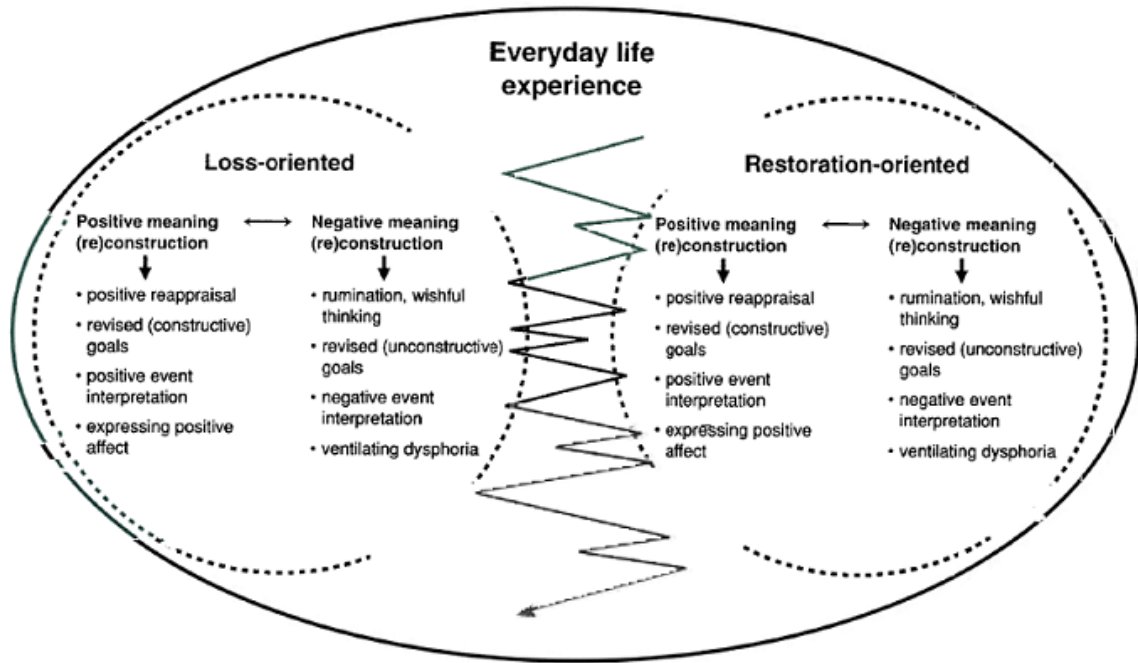 Everyday life
experience
Loss-oriented
Positive meaning
(re)construction
• positive reappraisal
• revised (constructive)
goals
• positive event
interpretation
• expressing positive
affect
Negative meaning
(re)construction
• rumination, wishful
thinking
• revised (unconstructive)
goals
• negative event
interpretation
• ventilating dysphoria
Restoration-oriented
Positive meaning
(re)construction
• positive reappraisal
• revised (constructive)
goals
• positive event
interpretation
• expressing positive
affect
Negative meaning
(re)construction
• rumination, wishful
thinking
• revised (unconstructive)
goals
• negative event
interpretation
• ventilating dysphoria